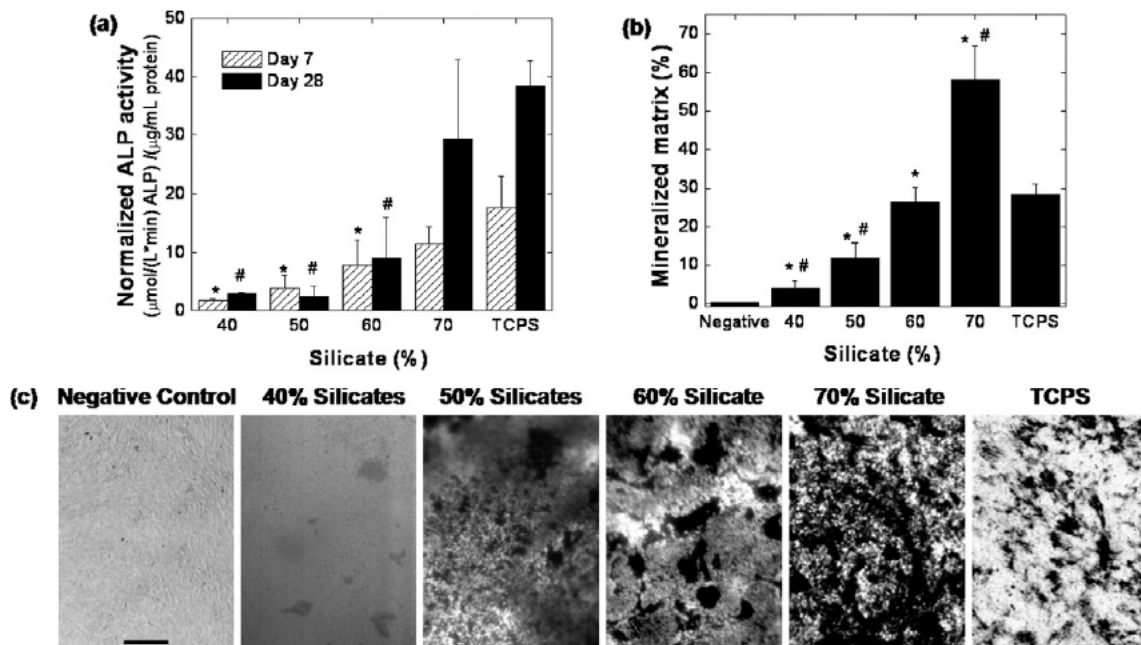 (a)
Normalized ALP activity
(μmol/(L*min) ALP) /(μg/mL protein)
50
40
30
20
10
0
Day 7
Day 28
*
#
*
#
*
#
40
50
60
70
TCPS
Silicate (%)
(b)
Mineralized matrix (%)
70
60
50
40
30
20
10
0
* #
* #
*
* #
Negative
40
50
60
70
TCPS
Silicate (%)
(c)
Negative Control
40% Silicates
50% Silicates
60% Silicate
70% Silicate
TCPS